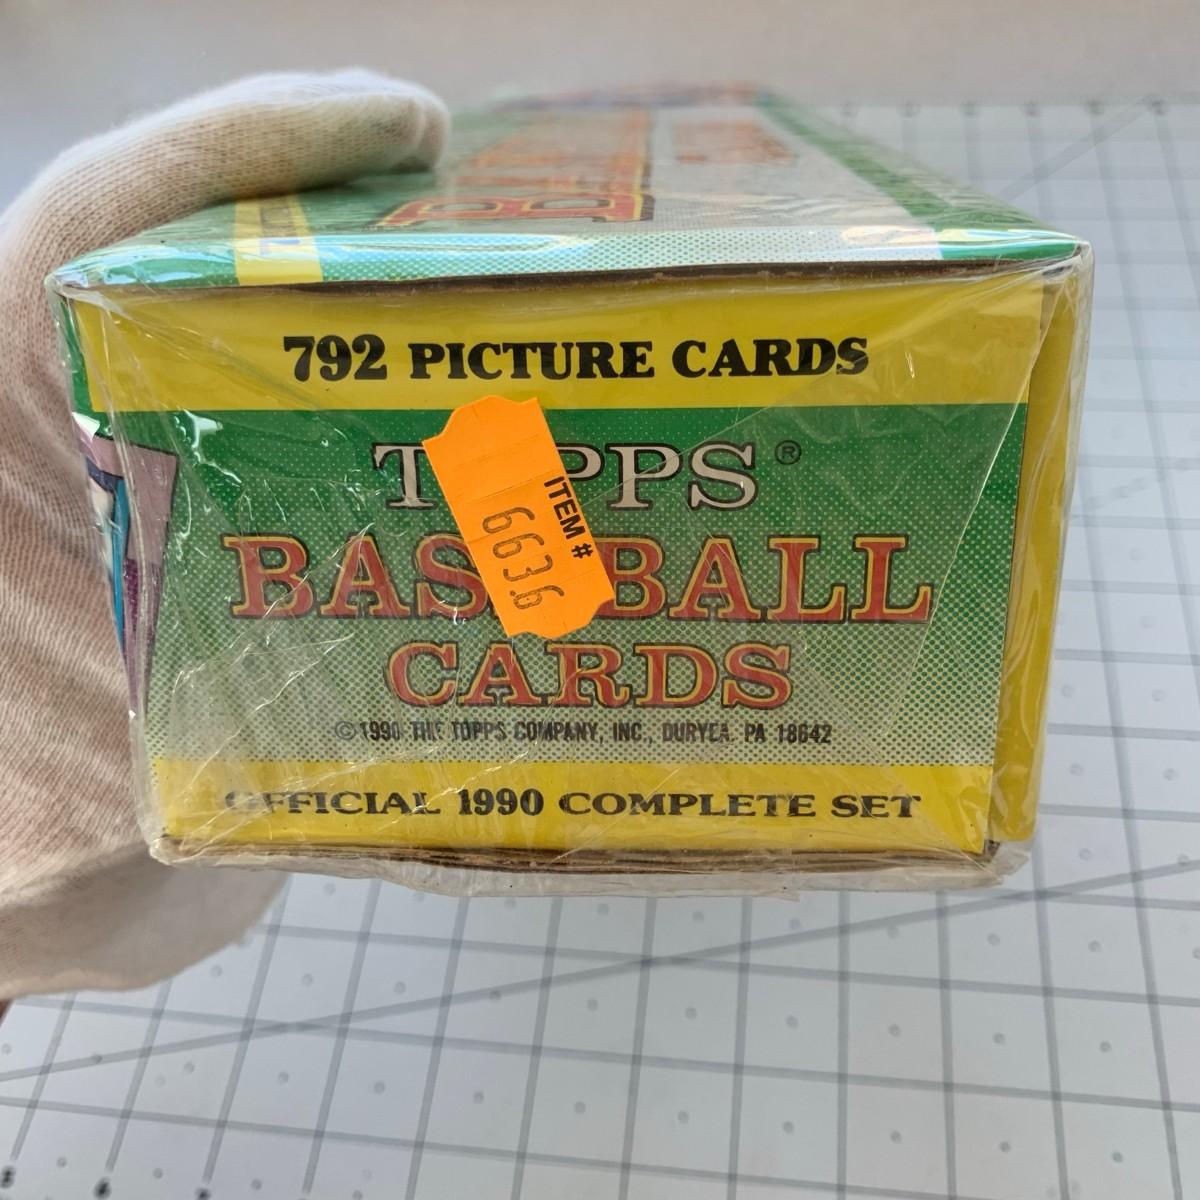 792 PICTURE CARDS
TOPPS®
BASEBALL
CARDS
ITEM #
6636
© 1990 THE TOPPS COMPANY, INC., DURYEA PA 18642
OFFICIAL 1990 COMPLETE SET